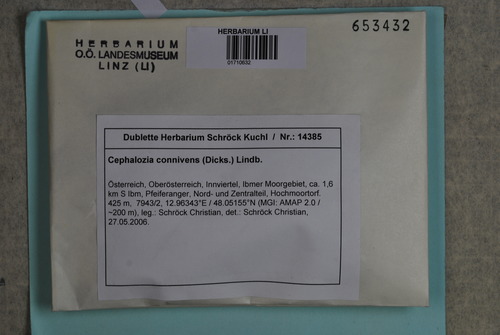 HERBARIUM
O.Ö. LANDESMUSEUM
LINZ (LI)
HERBARIUM LI
01710632
653432
Dublette Herbarium Schröck Kuchl / Nr.: 14385
Cephalozia connivens (Dicks.) Lindb.
Österreich, Oberösterreich, Innviertel, Ibmer Moorgebiet, ca. 1,6
km S Ibm, Pfeiferanger, Nord- und Zentralteil, Hochmoortorf.
425 m, 7943/2, 12.96343°E / 48.05155°N (MGI: AMAP 2.0 /
~200 m), leg.: Schröck Christian, det.: Schröck Christian,
27.05.2006.